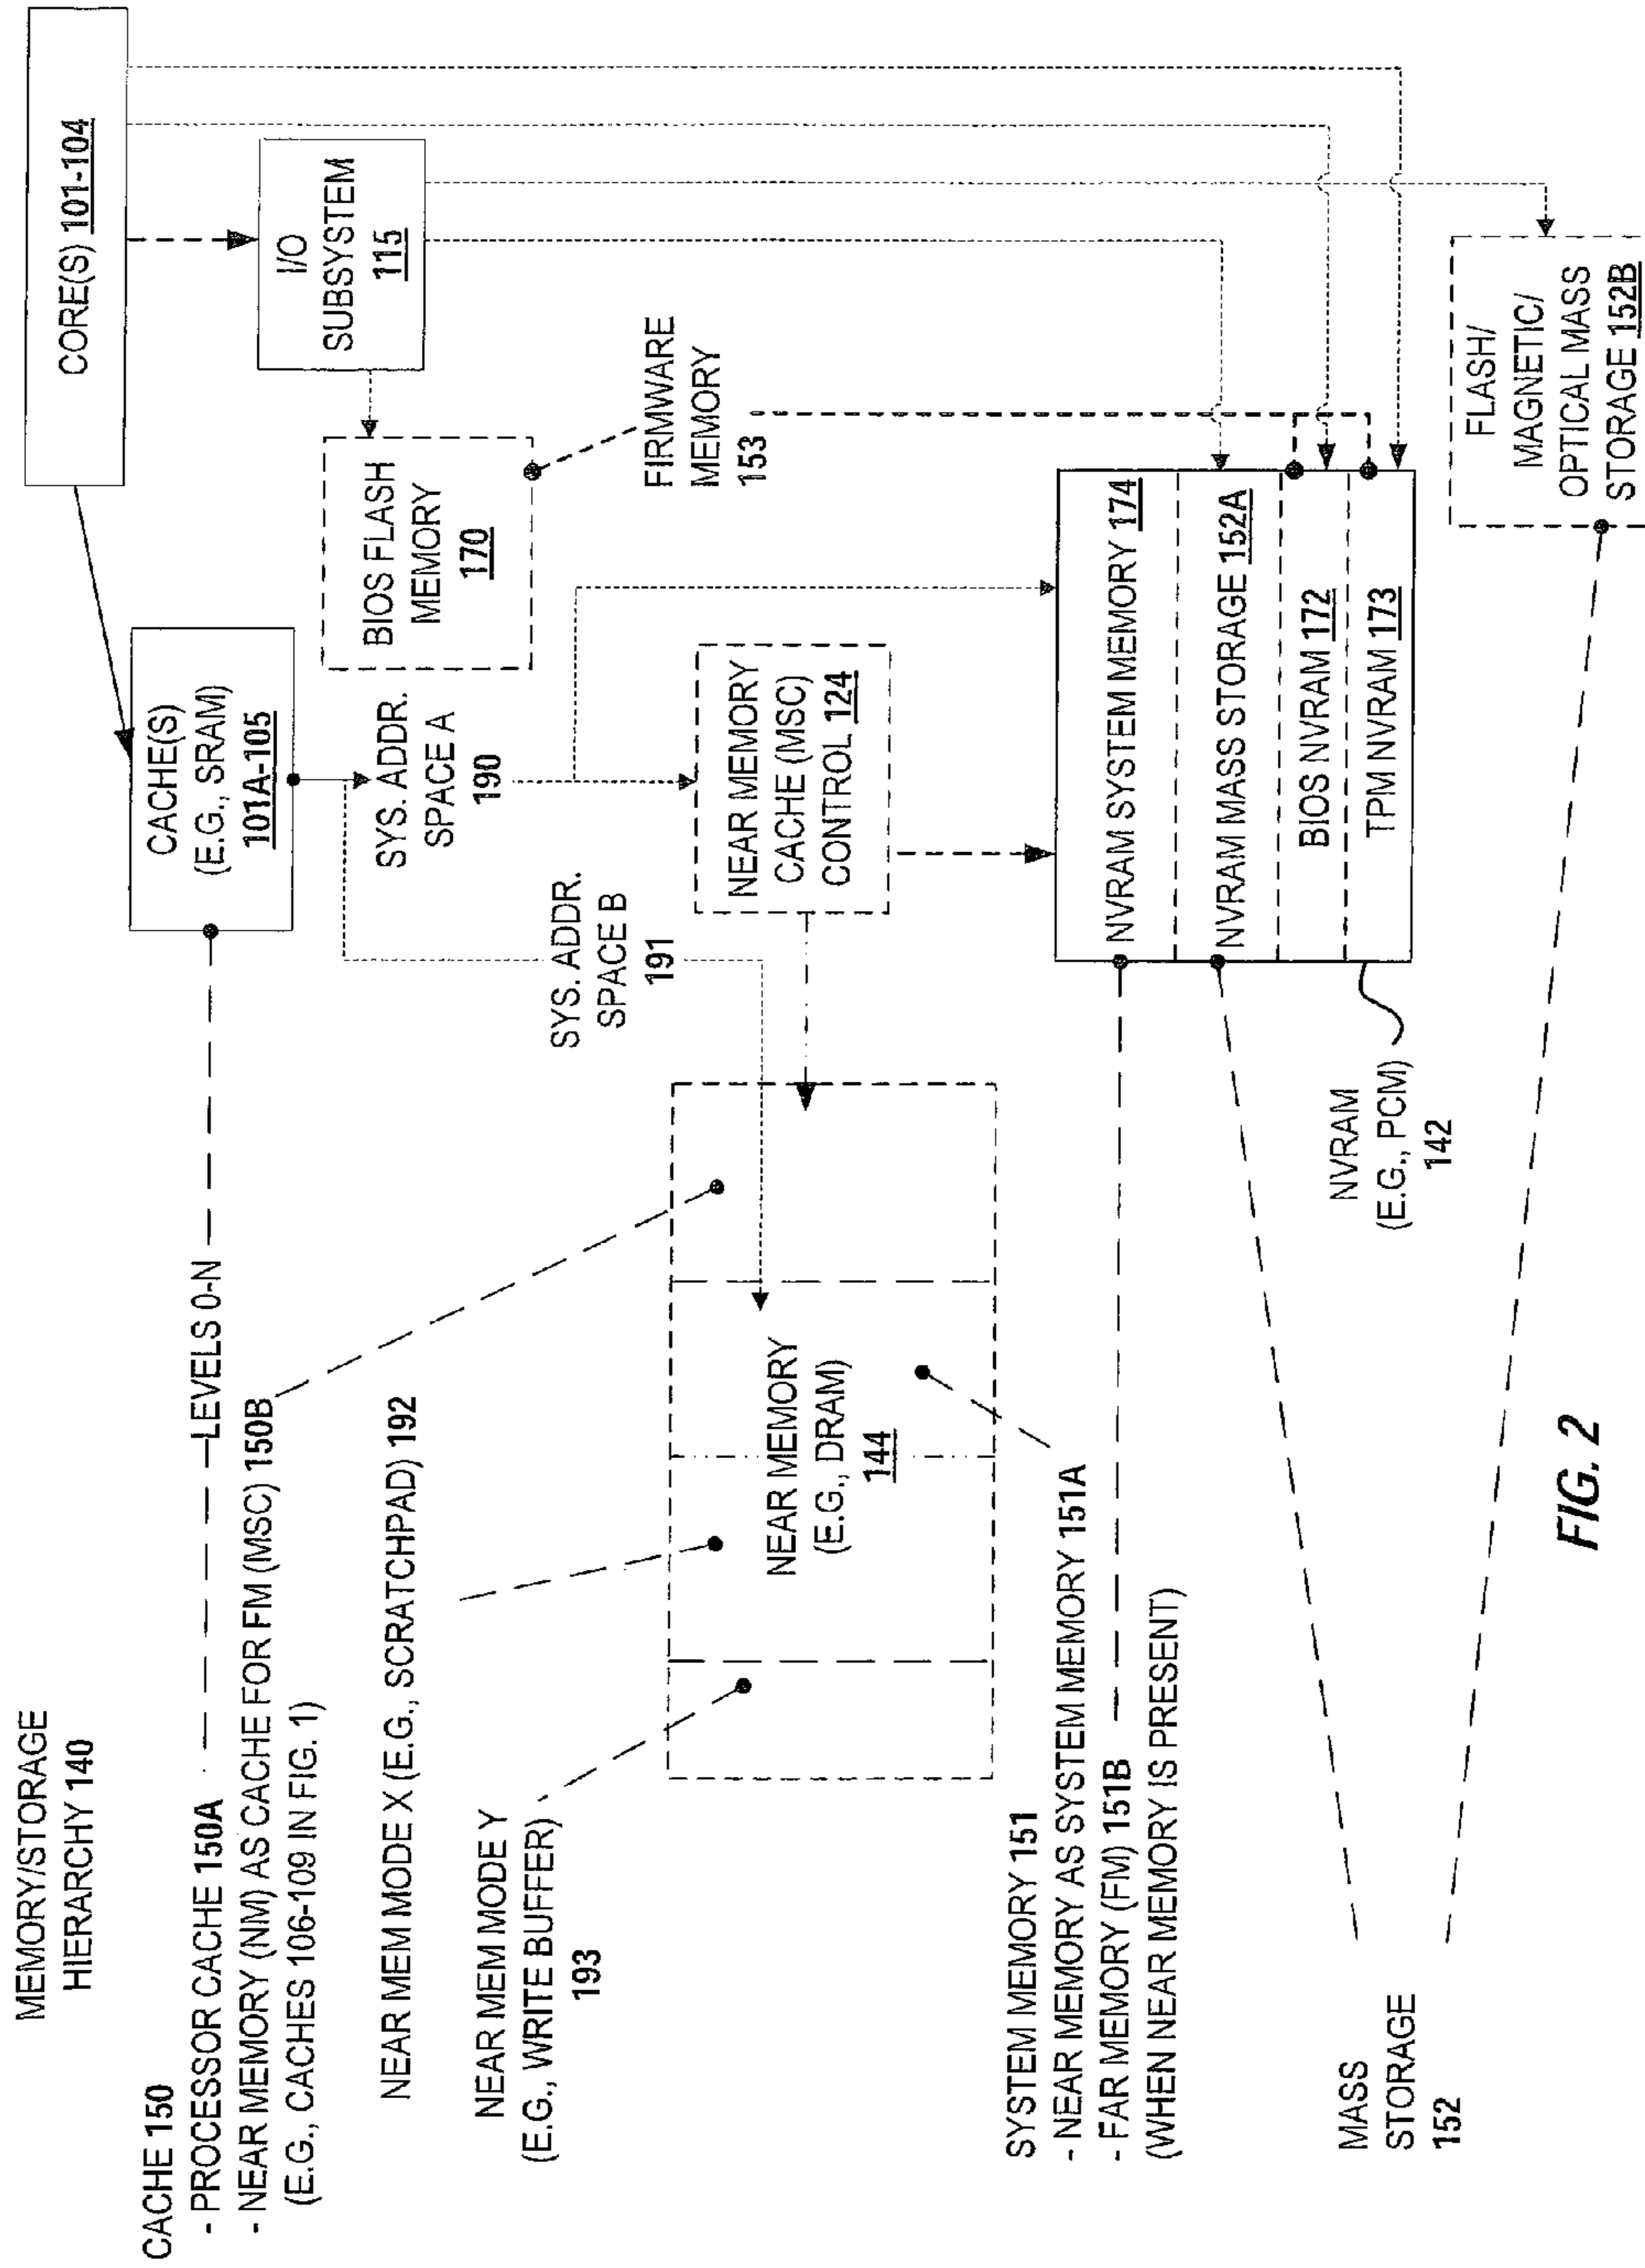 MEMORY/STORAGE
HIERARCHY 140
CACHE 150
- PROCESSOR CACHE 150A
LEVELS 0-N
- NEAR MEMORY (NM) AS CACHE FOR FM (MSC) 150B
(E.G., CACHES 106-109 IN FIG. 1)
NEAR MEM MODE X (E.G., SCRATCHPAD) 192
NEAR MEM MODE Y
(E.G., WRITE BUFFER)
193
SYSTEM MEMORY 151
- NEAR MEMORY AS SYSTEM MEMORY 151A
- FAR MEMORY (FM) 151B
(WHEN NEAR MEMORY IS PRESENT)
MASS
STORAGE
152
CORE(S) 101-104
CACHE(S)
(E.G., SRAM)
101A-105
I/O
SUBSYSTEM
115
BIOS FLASH
MEMORY
170
SYS. ADDR.
SPACE A
190
SYS. ADDR.
SPACE B
191
FIRMWARE
MEMORY
153
NEAR MEMORY
CACHE (MSC)
CONTROL 124
NEAR MEMORY
(E.G., DRAM)
144
NVRAM SYSTEM MEMORY 174
NVRAM MASS STORAGE 152A
BIOS NVRAM 172
TPM NVRAM 173
NVRAM
(E.G., PCM)
142
FLASH/
MAGNETIC/
OPTICAL MASS
STORAGE 152B
FIG. 2